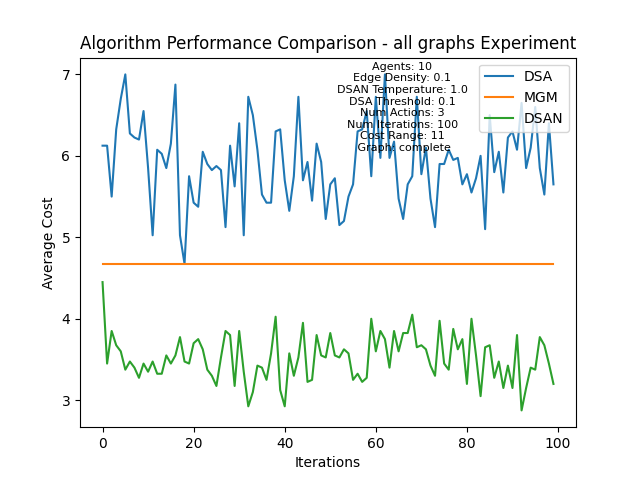 Algorithm Performance Comparison - all graphs Experiment
Agents: 10
Edge Density: 0.1
DSAN Temperature: 1.0
DSA Threshold: 0.1
Num Actions: 3
Num Iterations: 100
Cost Range: 11
Graph: complete
DSA
MGM
DSAN
7
6
5
4
3
Average Cost
0 20 40 60 80 100
Iterations